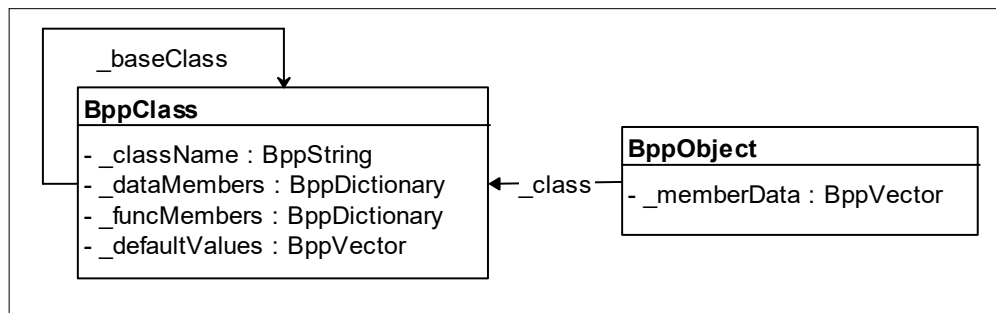 _baseClass
BppClass
- _className : BppString
- _dataMembers : BppDictionary
- _funcMembers : BppDictionary
- _defaultValues : BppVector
_class
BppObject
- _memberData : BppVector